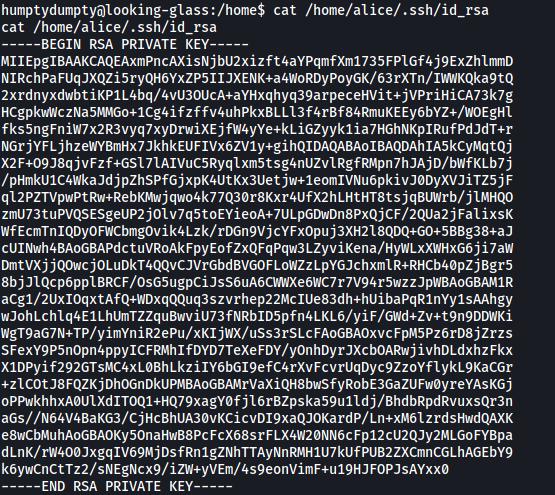 humptydumpty@looking-glass:/home$ cat /home/alice/.ssh/id_rsa
cat /home/alice/.ssh/id_rsa
-----BEGIN RSA PRIVATE KEY-----
MIIEpgIBAAKCAQEAxmPncAXisNjbU2xizft4aYPqmfXm1735FPlGf4j9ExZhlmmD
NIRchPaFUqJXQZi5ryQH6YxZP5IIJXENK+a4WoRDyPoyGK/63rXTn/IWWKQka9tQ
2xrdnyxdwbtiKP1L4bq/4vU3OUcA+aYHxqhyq39arpeceHVit+jVPriHiCA73k7g
HCgpkwWczNa5MMGo+1Cg4ifzffv4uhPkxBLLl3f4rBf84RmuKEEy6bYZ+/WOEgHl
fks5ngFniW7x2R3vyq7xyDrwiXEjfW4yYe+kLiGZyyk1ia7HGhNKpIRufPdJdT+r
NGrjYFLjhzeWYBmHx7JkhkEUFIVx6ZV1y+gihQIDAQABAoIBAQDAhIA5kCyMqtQj
X2F+O9J8qjvFzf+GSl7lAIVuC5Ryqlxm5tsg4nUZvlRgfRMpn7hJAjD/bWfKLb7j
/pHmkU1C4WkaJdjpZhSPfGjxpK4UtKx3Uetjw+1eomIVNu6pkivJ0DyXVJiTZ5jF
ql2PZTVpwPtRw+RebKMwjqwo4k77Q30r8Kxr4UfX2hLHtHT8tsjqBUWrb/jlMHQO
zmU73tuPVQSESgeUP2jOlv7q5toEYieoA+7ULpGDwDn8PxQjCF/2QUa2jFalixsK
WfEcmTnIQDyOFWCbmgOvik4Lzk/rDGn9VjcYFxOpuj3XH2l8QDQ+GO+5BBg38+aJ
cUINwh4BAoGBAPdctuVRoAkFpyEofZxQFqPqw3LZyviKena/HyWLxXWHxG6ji7aW
DmtVXjjQOwcjOLuDkT4QQvCJVrGbdBVGOFLoWZzLpYGJchxmlR+RHCb40pZjBgr5
8bjJlQcp6pplBRCF/OsG5ugpCiJsS6uA6CWWXe6WC7r7V94r5wzzJpWBAoGBAM1R
aCg1/2UxIOqxtAfQ+WDxqQQuq3szvrhep22McIUe83dh+hUibaPqR1nYy1sAAhgy
wJohLchlq4E1LhUmTZZquBwviU73fNRbID5pfn4LKL6/yiF/GWd+Zv+t9n9DDWKi
WgT9aG7N+TP/yimYniR2ePu/xKIjWX/uSs3rSLcFAoGBAOxvcFpM5Pz6rD8jZrzs
SFexY9P5nOpn4ppyICFRMhIfDYD7TeXeFDY/yOnhDyrJXcbOARwjivhDLdxhzFkx
X1DPyif292GTsMC4xL0BhLkziIY6bGI9efC4rXvFcvrUqDyc9ZzoYflykL9KaCGr
+zlCOtJ8FQZKjDhOGnDkUPMBAoGBAMrVaXiQH8bwSfyRobE3GaZUFw0yreYAsKGj
oPPwkhhxA0UlXdITOQ1+HQ79xagY0fjl6rBZpska59u1ldj/BhdbRpdRvuxsQr3n
aGs//N64V4BaKG3/CjHcBhUA30vKCicvDI9xaQJOKardP/Ln+xM6lzrdsHwdQAXK
e8wCbMuhAoGBAOKy5OnaHwB8PcFcX68srFLX4W20NN6cFp12cU2QJy2MLGoFYBpa
dLnK/rW4O0JxgqIV69MjDsfRn1gZNhTTAyNnRMH1U7kUfPUB2ZXCmnCGLhAGEbY9
k6ywCnCtTz2/sNEgNcx9/iZW+yVEm/4s9eonVimF+u19HJFOPJsAYxx0
-----END RSA PRIVATE KEY-----